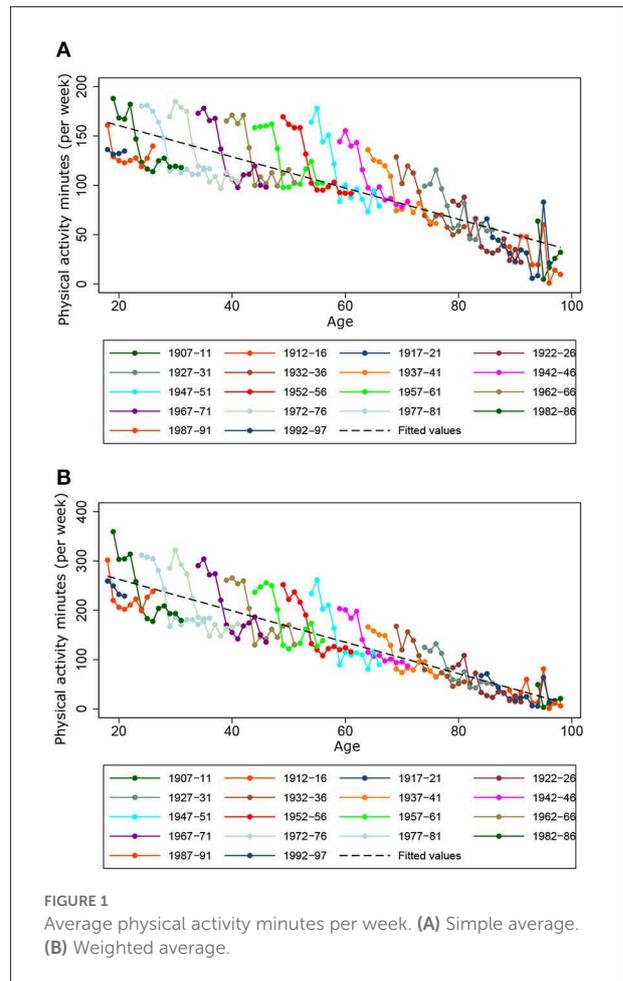 A
Physical activity minutes (per week)
200
150
100
50
0
20 40 60 80 100
Age
1907–11 1912–16 1917–21 1922–26
1927–31 1932–36 1937–41 1942–46
1947–51 1952–56 1957–61 1962–66
1967–71 1972–76 1977–81 1982–86
1987–91 1992–97 Fitted values
B
Physical activity minutes (per week)
400
300
200
100
0
20 40 60 80 100
Age
1907–11 1912–16 1917–21 1922–26
1927–31 1932–36 1937–41 1942–46
1947–51 1952–56 1957–61 1962–66
1967–71 1972–76 1977–81 1982–86
1987–91 1992–97 Fitted values
FIGURE 1
Average physical activity minutes per week. (A) Simple average.
(B) Weighted average.